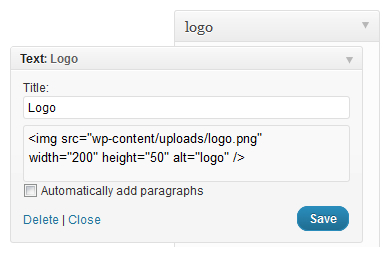 logo
Text: Logo
Title:
Logo
<img src="wp-content/uploads/logo.png"
width="200" height="50" alt="logo" />
Automatically add paragraphs
Delete | Close
Save